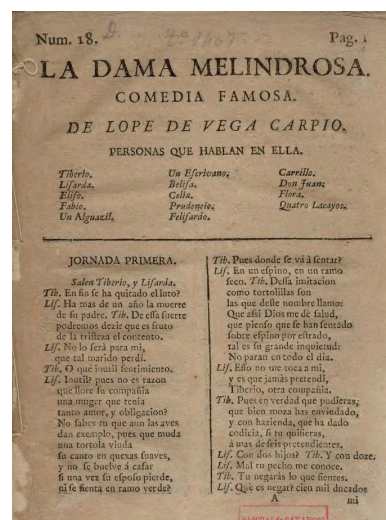 Num. 18.
Pag. 1
LA DAMA MELINDROSA.
COMEDIA FAMOSA.
DE LOPE DE VEGA CARPIO.
PERSONAS QUE HABLAN EN ELLA.
Tiberio.
Lisarda.
Eliso.
Fabio.
Un Alguazil.
Un Escrivano.
Belisa.
Celia.
Prudencio.
Felisardo.
Carrillo.
Don Juan.
Flora.
Quatro Lacayos.
JORNADA PRIMERA.
Salen Tiberio, y Lisarda.
Tib. En fin se ha quitado el luto?
Lis. Ha mas de un año la muerte
de su padre. Tib. De essa suerte
podremos dezir que es fruto
de la tristeza el contento.
Lis. No lo será para mi,
que tal marido perdi.
Tib. O què inutil sentimiento.
Lis. Inutil? pues no es razon
que llore su compañia
una muger que tenia
tanto amor, y obligacion?
No sabes tu que aun las aves
dan exemplo, pues que muda
una tortola viuda
su canto en quexas suaves,
y no se buelve à casar
si una vez su esposo pierde,
ni se sienta en ramo verde?
Tib. Pues donde se và à sentar?
Lis. En un espino, en un ramo
seco. Tib. Dessa imitacion
como tortolillas son
las que deste nombre llamo:
Que assi Dios me dè salud,
que pienso que se han sentado
sobre espino por estrado,
tal es su grande inquietud:
No paran en todo el dia.
Lis. Esso no me toca à mi,
y es que jamàs pretendi,
Tiberio, otra compañia.
Tib. Pues en verdad que pudieras;
que bien moza has enviudado,
y con hazienda, que ha dado
codicia, si tu quisieras,
à mas de seis pretendientes.
Lis. Con dos hijos? Tib. Y con doze.
Lis. Mal tu pecho me conoce.
Tib. Tu negaràs lo que sientes.
Lis. Què es negar? cien mil ducados
A
mi